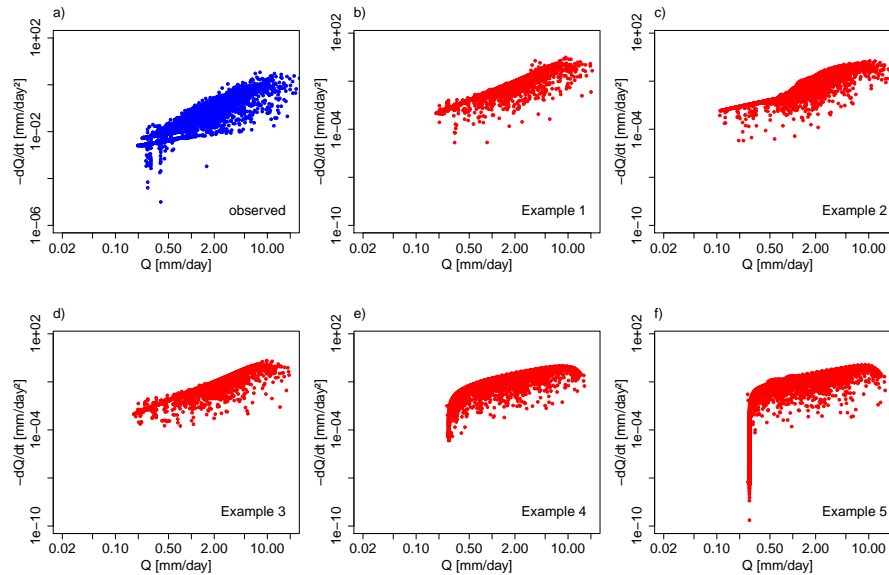 a)
1e+02
1e−02
1e−06
−dQ/dt [mm/day²]
observed
0.02 0.10 0.50 2.00 10.00
Q [mm/day]
b)
1e+02
1e−04
1e−10
−dQ/dt [mm/day²]
Example 1
0.02 0.10 0.50 2.00 10.00
Q [mm/day]
c)
1e+02
1e−04
1e−10
−dQ/dt [mm/day²]
Example 2
0.02 0.10 0.50 2.00 10.00
Q [mm/day]
d)
1e+02
1e−04
1e−10
−dQ/dt [mm/day²]
Example 3
0.02 0.10 0.50 2.00 10.00
Q [mm/day]
e)
1e+02
1e−04
1e−10
−dQ/dt [mm/day²]
Example 4
0.02 0.10 0.50 2.00 10.00
Q [mm/day]
f)
1e+02
1e−04
1e−10
−dQ/dt [mm/day²]
Example 5
0.02 0.10 0.50 2.00 10.00
Q [mm/day]